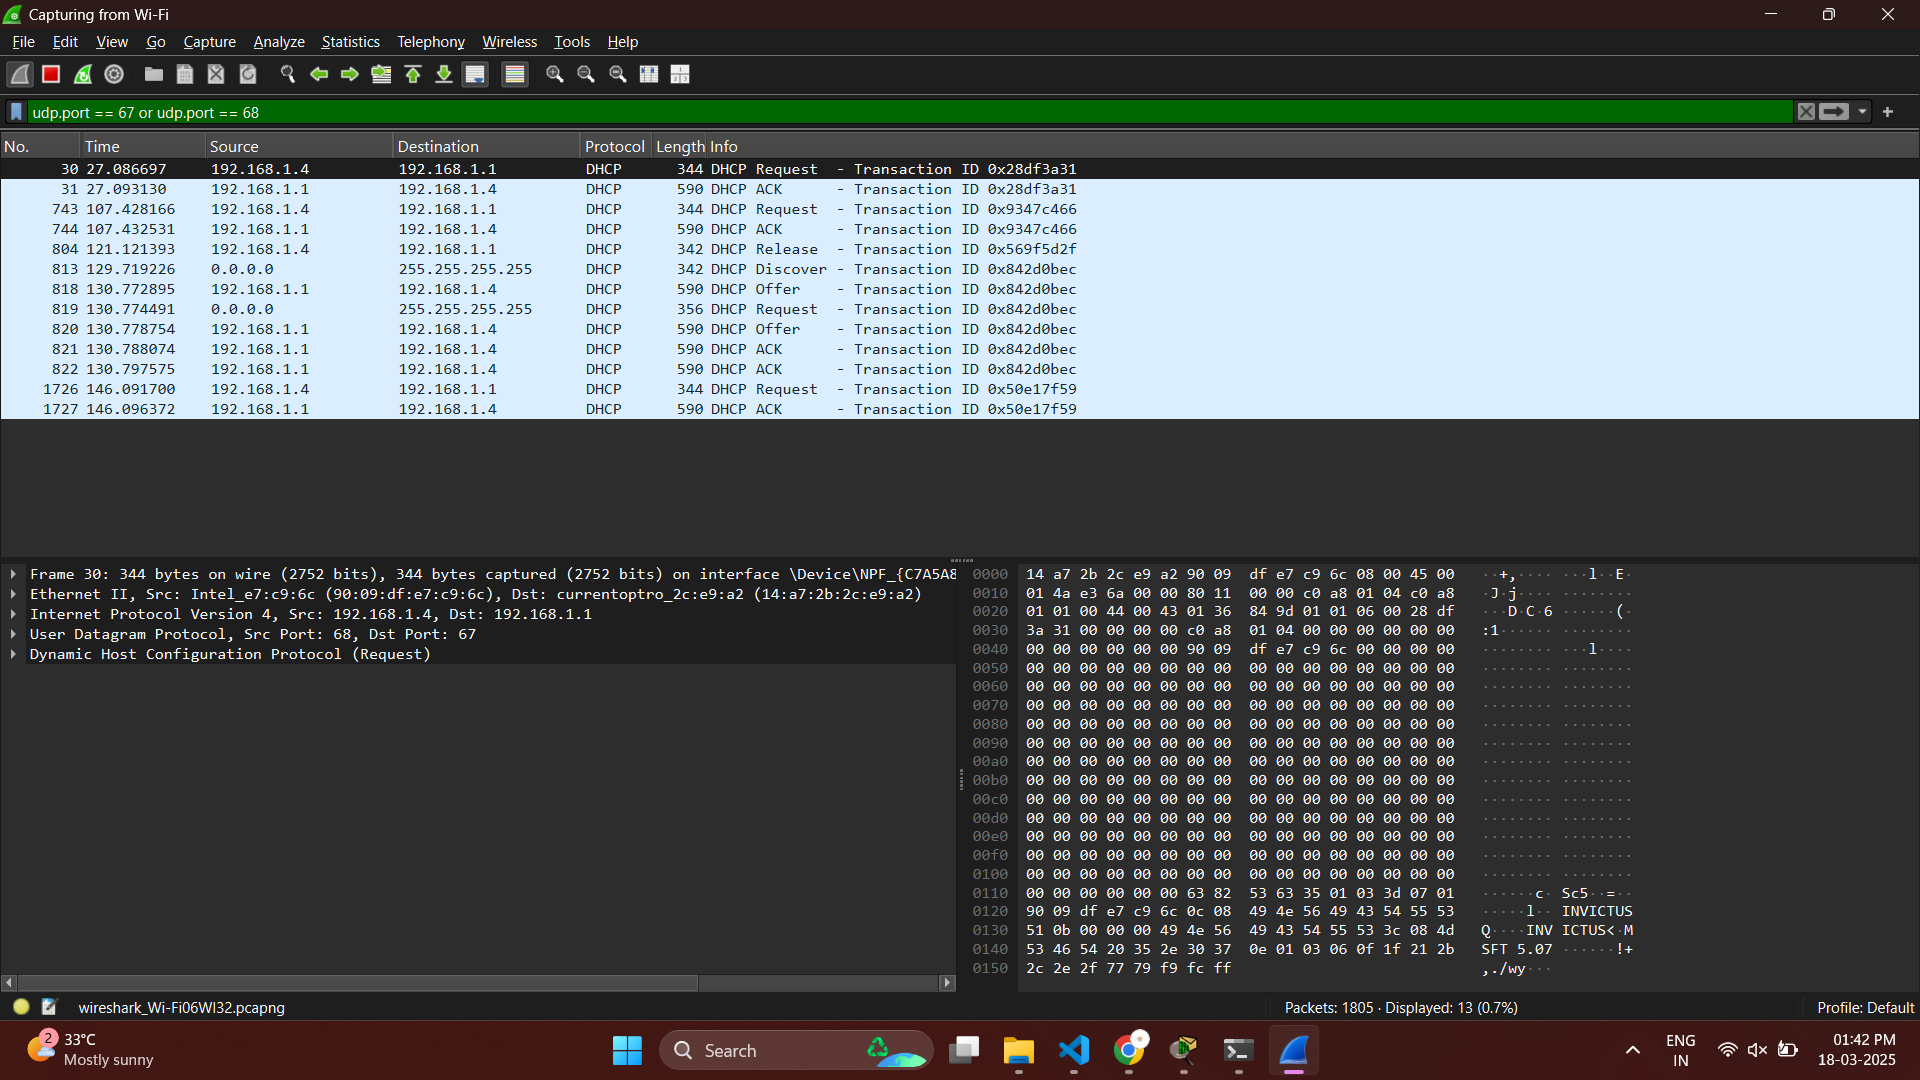 Capturing from Wi-Fi
File Edit View Go Capture Analyze Statistics Telephony Wireless Tools Help
udp.port == 67 or udp.port == 68
No. Time Source Destination Protocol Length Info
30 27.086697 192.168.1.4 192.168.1.1 DHCP 344 DHCP Request - Transaction ID 0x28df3a31
31 27.093130 192.168.1.1 192.168.1.4 DHCP 590 DHCP ACK - Transaction ID 0x28df3a31
743 107.428166 192.168.1.4 192.168.1.1 DHCP 344 DHCP Request - Transaction ID 0x9347c466
744 107.432531 192.168.1.1 192.168.1.4 DHCP 590 DHCP ACK - Transaction ID 0x9347c466
804 121.121393 192.168.1.4 192.168.1.1 DHCP 342 DHCP Release - Transaction ID 0x569f5d2f
813 129.719226 0.0.0.0 255.255.255.255 DHCP 342 DHCP Discover - Transaction ID 0x842d0bec
818 130.772895 192.168.1.1 192.168.1.4 DHCP 590 DHCP Offer - Transaction ID 0x842d0bec
819 130.774491 0.0.0.0 255.255.255.255 DHCP 356 DHCP Request - Transaction ID 0x842d0bec
820 130.778754 192.168.1.1 192.168.1.4 DHCP 590 DHCP Offer - Transaction ID 0x842d0bec
821 130.788074 192.168.1.1 192.168.1.4 DHCP 590 DHCP ACK - Transaction ID 0x842d0bec
822 130.797575 192.168.1.1 192.168.1.4 DHCP 590 DHCP ACK - Transaction ID 0x842d0bec
1726 146.091700 192.168.1.4 192.168.1.1 DHCP 344 DHCP Request - Transaction ID 0x50e17f59
1727 146.096372 192.168.1.1 192.168.1.4 DHCP 590 DHCP ACK - Transaction ID 0x50e17f59
Frame 30: 344 bytes on wire (2752 bits), 344 bytes captured (2752 bits) on interface \Device\NPF_{C7A5A8
Ethernet II, Src: Intel_e7:c9:6c (90:09:df:e7:c9:6c), Dst: currentoptro_2c:e9:a2 (14:a7:2b:2c:e9:a2)
Internet Protocol Version 4, Src: 192.168.1.4, Dst: 192.168.1.1
User Datagram Protocol, Src Port: 68, Dst Port: 67
Dynamic Host Configuration Protocol (Request)
0000 14 a7 2b 2c e9 a2 90 09 df e7 c9 6c 08 00 45 00 ··+,···· ···l··E·
0010 01 4a e3 6a 00 00 80 11 00 00 c0 a8 01 04 c0 a8 ·J·j···· ········
0020 01 01 00 44 00 43 01 36 84 9d 01 01 06 00 28 df ···D·C·6 ······(·
0030 3a 31 00 00 00 00 c0 a8 01 04 00 00 00 00 00 00 :1······ ········
0040 00 00 00 00 00 00 90 09 df e7 c9 6c 00 00 00 00 ········ ···l····
0050 00 00 00 00 00 00 00 00 00 00 00 00 00 00 00 00 ········ ········
0060 00 00 00 00 00 00 00 00 00 00 00 00 00 00 00 00 ········ ········
0070 00 00 00 00 00 00 00 00 00 00 00 00 00 00 00 00 ········ ········
0080 00 00 00 00 00 00 00 00 00 00 00 00 00 00 00 00 ········ ········
0090 00 00 00 00 00 00 00 00 00 00 00 00 00 00 00 00 ········ ········
00a0 00 00 00 00 00 00 00 00 00 00 00 00 00 00 00 00 ········ ········
00b0 00 00 00 00 00 00 00 00 00 00 00 00 00 00 00 00 ········ ········
00c0 00 00 00 00 00 00 00 00 00 00 00 00 00 00 00 00 ········ ········
00d0 00 00 00 00 00 00 00 00 00 00 00 00 00 00 00 00 ········ ········
00e0 00 00 00 00 00 00 00 00 00 00 00 00 00 00 00 00 ········ ········
00f0 00 00 00 00 00 00 00 00 00 00 00 00 00 00 00 00 ········ ········
0100 00 00 00 00 00 00 00 00 00 00 00 00 00 00 00 00 ········ ········
0110 00 00 00 00 00 00 63 82 53 63 35 01 03 3d 07 01 ······c· Sc5··=··
0120 90 09 df e7 c9 6c 0c 08 49 4e 56 49 43 54 55 53 ·····l·· INVICTUS
0130 51 0b 00 00 00 49 4e 56 49 43 54 55 53 3c 08 4d Q····INV ICTUS<·M
0140 53 46 54 20 35 2e 30 37 0e 01 03 06 0f 1f 21 2b SFT 5.07 ······!+
0150 2c 2e 2f 77 79 f9 fc ff ,./wy···
wireshark_Wi-Fi06WI32.pcapng
Packets: 1805 · Displayed: 13 (0.7%)
Profile: Default
2
33°C
Mostly sunny
Search
ENG
IN
01:42 PM
18-03-2025